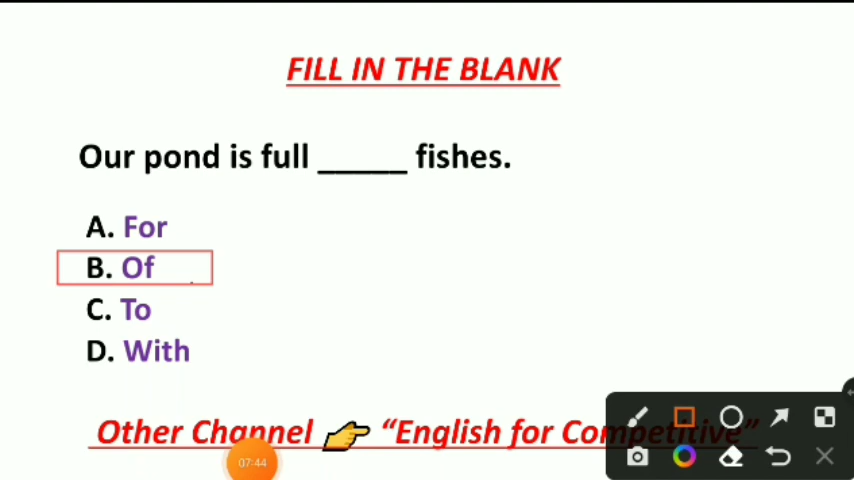 FILL IN THE BLANK
Our pond is full _____ fishes.
A. For
B. Of
C. To
D. With
Other Channel 👉 “English for Competitive”
07:44